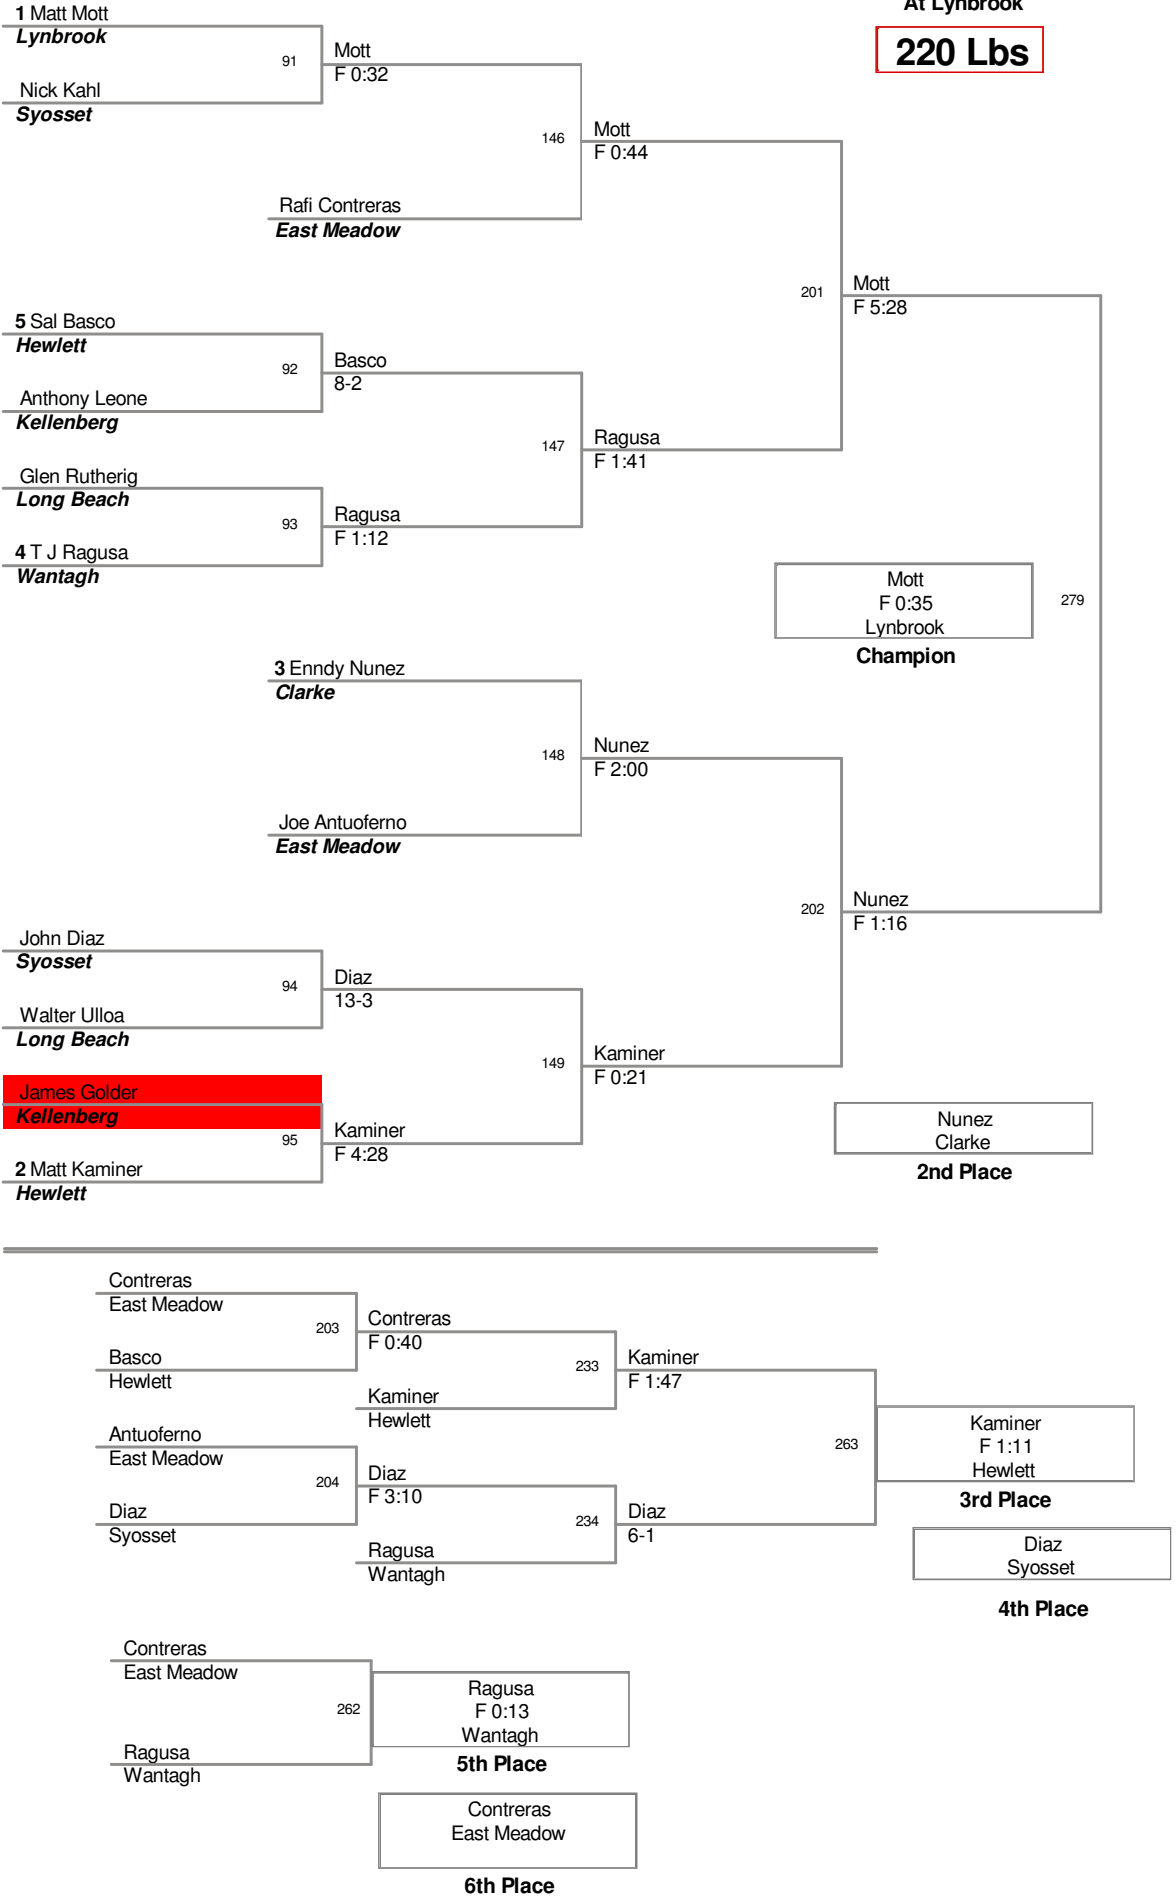 At Lynbrook
220 Lbs
1 Matt Mott
Lynbrook
91
Mott
F 0:32
Nick Kahl
Syosset
146
Mott
F 0:44
Rafi Contreras
East Meadow
201
Mott
F 5:28
5 Sal Basco
Hewlett
92
Basco
8-2
Anthony Leone
Kellenberg
147
Ragusa
F 1:41
Glen Rutherig
Long Beach
93
Ragusa
F 1:12
4 T J Ragusa
Wantagh
Mott
F 0:35
Lynbrook
Champion
279
3 Enndy Nunez
Clarke
148
Nunez
F 2:00
Joe Antuoferno
East Meadow
202
Nunez
F 1:16
John Diaz
Syosset
94
Diaz
13-3
Walter Ulloa
Long Beach
149
Kaminer
F 0:21
James Golder
Kellenberg
95
Kaminer
F 4:28
2 Matt Kaminer
Hewlett
Nunez
Clarke
2nd Place
Contreras
East Meadow
203
Contreras
F 0:40
Basco
Hewlett
233
Kaminer
F 1:47
Kaminer
Hewlett
Antuoferno
East Meadow
204
Diaz
F 3:10
Diaz
Syosset
234
Diaz
6-1
Ragusa
Wantagh
263
Kaminer
F 1:11
Hewlett
3rd Place
Diaz
Syosset
4th Place
Contreras
East Meadow
262
Ragusa
F 0:13
Wantagh
5th Place
Ragusa
Wantagh
Contreras
East Meadow
6th Place